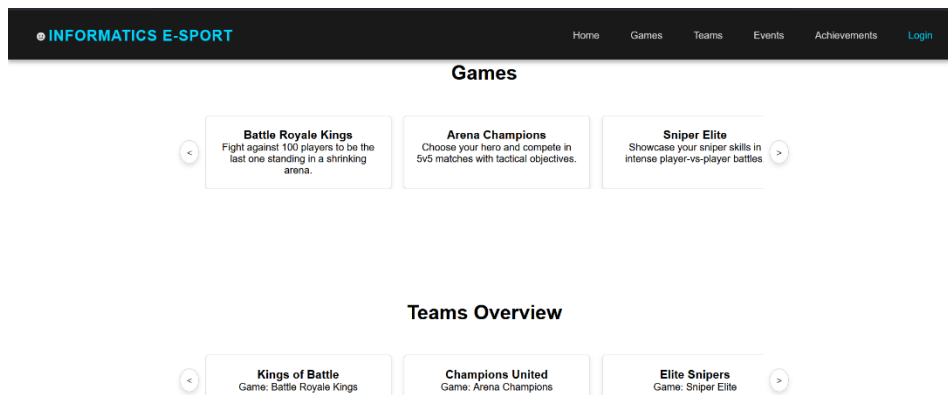 INFORMATICS E-SPORT
Home Games Teams Events Achievements Login
Games
<
Battle Royale Kings
Fight against 100 players to be the
last one standing in a shrinking
arena.
Arena Champions
Choose your hero and compete in
5v5 matches with tactical objectives.
Sniper Elite
Showcase your sniper skills in
intense player-vs-player battles
>
Teams Overview
<
Kings of Battle
Game: Battle Royale Kings
Champions United
Game: Arena Champions
Elite Snipers
Game: Sniper Elite
>